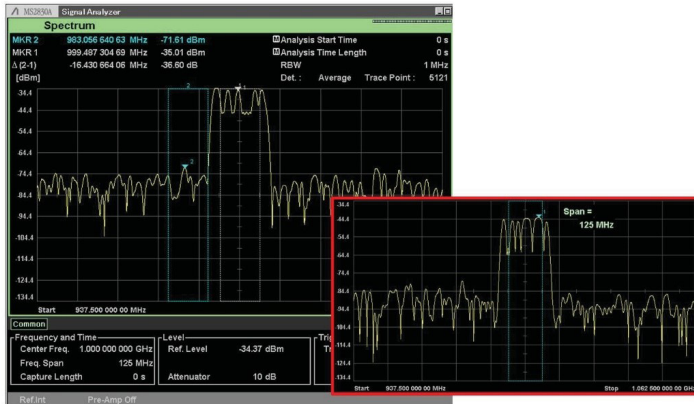 MS2850A Signal Analyzer
Spectrum
MKR 2 983.056 640 63 MHz -71.61 dBm
MKR 1 999.487 304 69 MHz -35.01 dBm
Δ (2-1) -16.430 664 06 MHz -36.60 dB
[dBm]
Analysis Start Time 0 s
Analysis Time Length 0 s
RBW 1 MHz
Det. : Average Trace Point : 5121
-34.4
-44.4
-54.4
-64.4
-74.4
-84.4
-94.4
-104.4
-114.4
-124.4
-134.4
2
1
2
Start 937.500 000 00 MHz
Common
Frequency and Time
Center Freq. 1.000 000 000 GHz
Freq. Span 125 MHz
Capture Length 0 s
Level
Ref. Level -34.37 dBm
Attenuator 10 dB
Ref.Int Pre-Amp Off
-34.4
-44.4
-54.4
-64.4
-74.4
-84.4
-94.4
-104.4
-114.4
-124.4
-134.4
Span =
125 MHz
Start 937.500 000 00 MHz
Stop 1.062 500 000 00 GHz